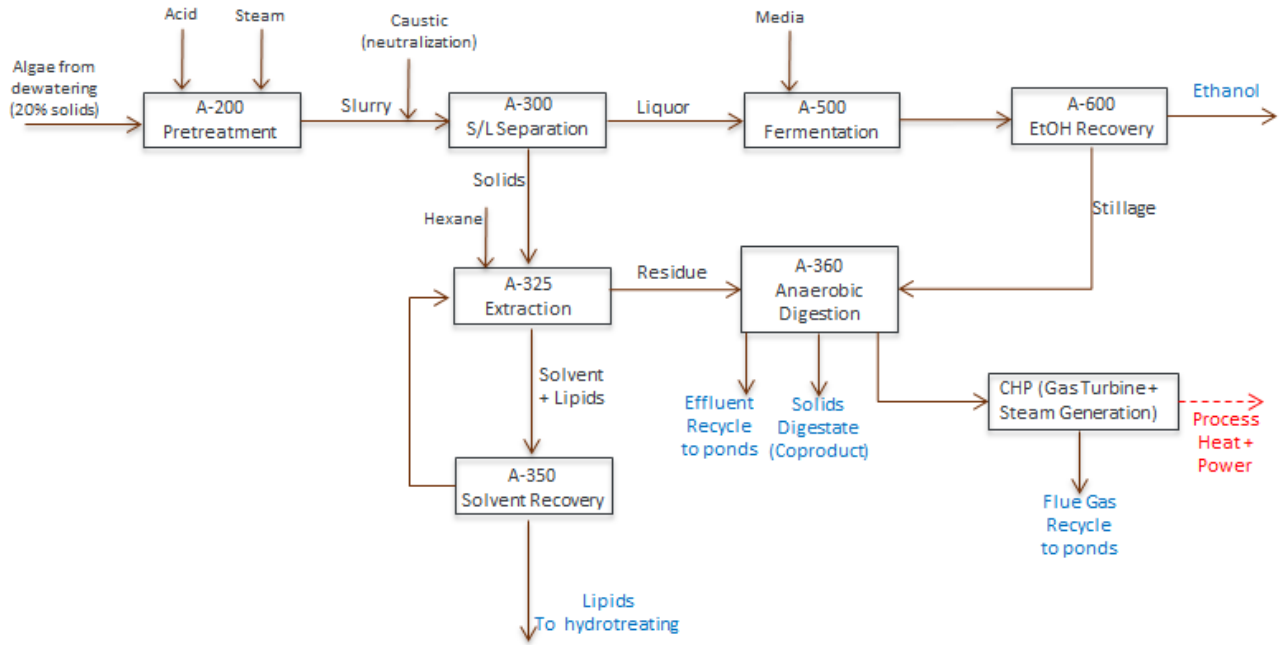 Acid
Steam
Caustic
(neutralization)
Media
Algae from
dewatering
(20% solids)
A-200
Pretreatment
Slurry
A-300
S/L Separation
Liquor
A-500
Fermentation
A-600
EtOH Recovery
Ethanol
Solids
Hexane
Stillage
A-325
Extraction
Residue
A-360
Anaerobic
Digestion
Solvent
+ Lipids
Effluent
Recycle
to ponds
Solids
Digestate
(Coproduct)
CHP (Gas Turbine +
Steam Generation)
Process
Heat +
Power
A-350
Solvent Recovery
Flue Gas
Recycle
to ponds
Lipids
To hydrotreating